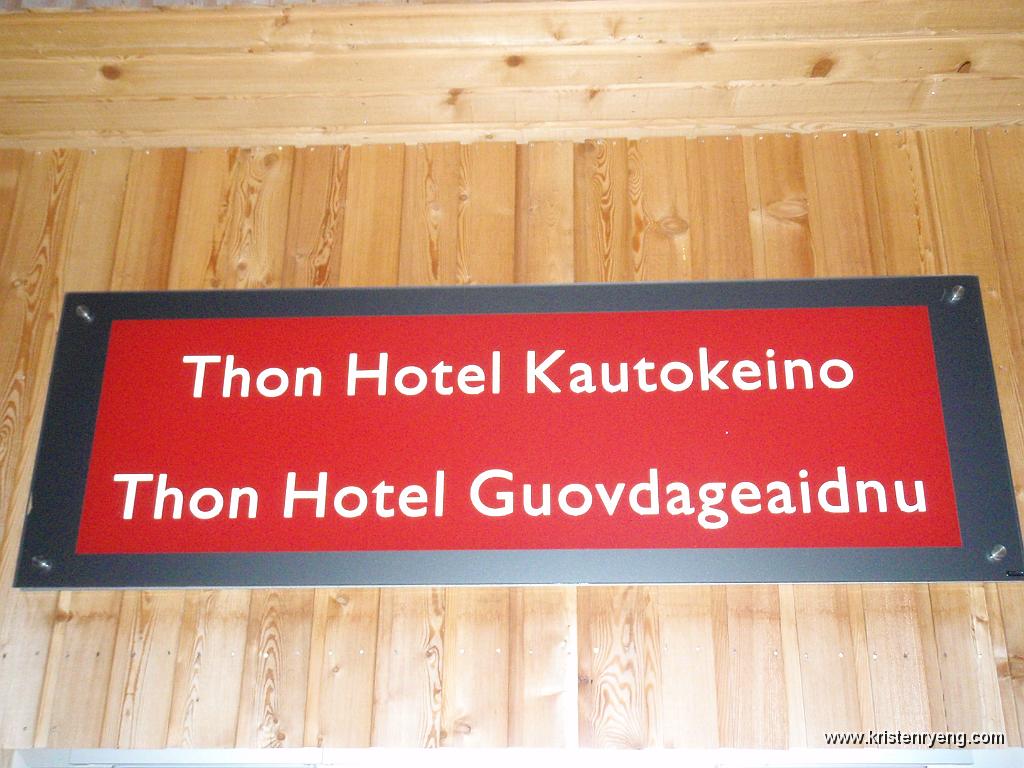 Thon Hotel Kautokeino
Thon Hotel Guovdageaidnu
www.kristenryeng.com